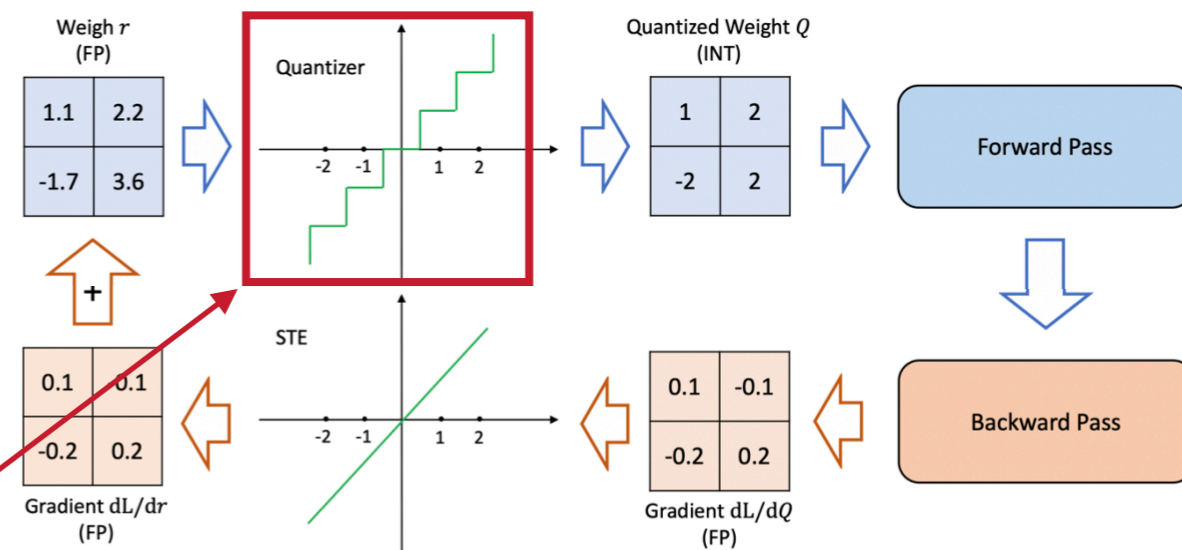 Weigh r
(FP)
1.1 2.2
-1.7 3.6
Quantizer
-2 -1 1 2
Quantized Weight Q
(INT)
1 2
-2 2
Forward Pass
+
0.1 -0.1
-0.2 0.2
Gradient dL/dr
(FP)
STE
-2 -1 1 2
0.1 -0.1
-0.2 0.2
Gradient dL/dQ
(FP)
Backward Pass